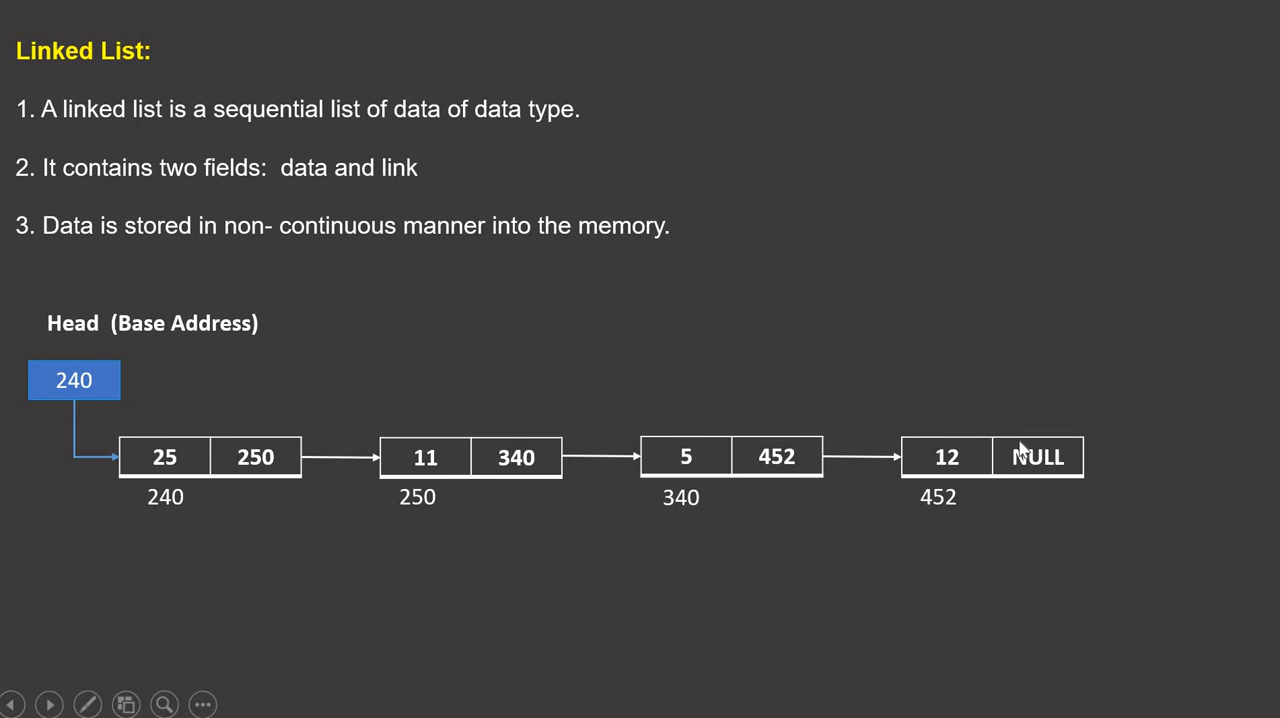 Linked List:
1. A linked list is a sequential list of data of data type.
2. It contains two fields:  data and link
3. Data is stored in non- continuous manner into the memory.
Head  (Base Address)
240
25 250 11 340 5 452 12 NULL
240 250 340 452